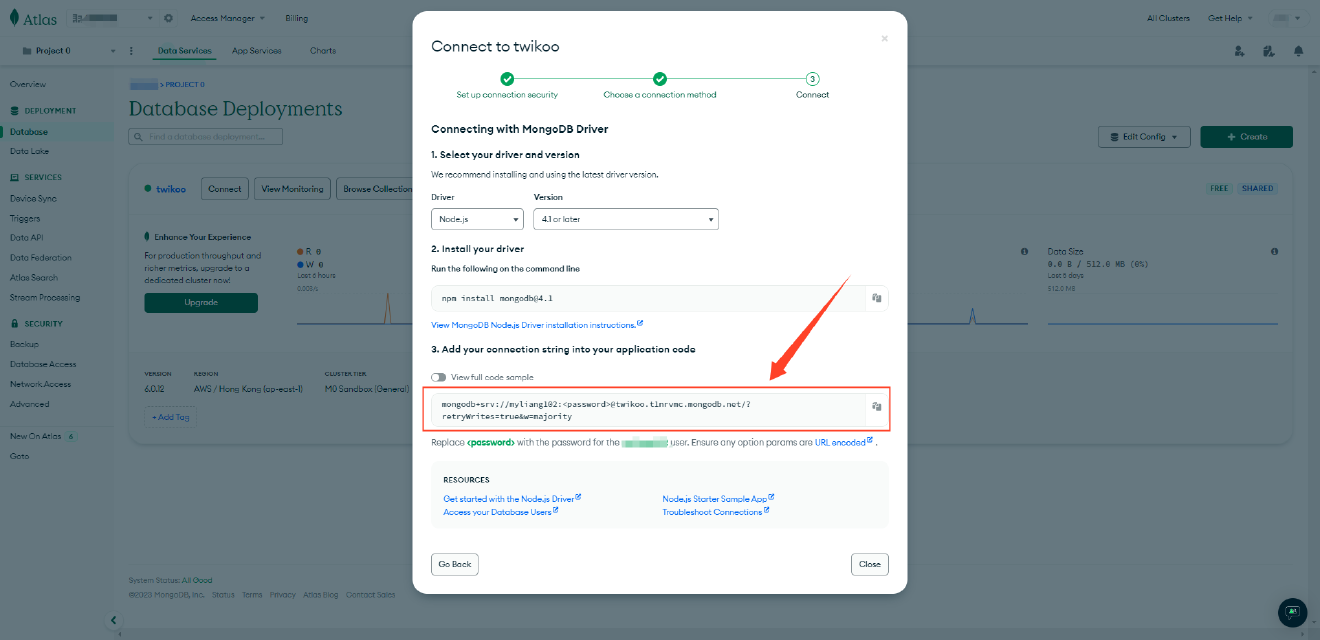 Atlas
Access Manager
Billing
All Clusters
Get Help
Project 0
Data Services
App Services
Charts
Overview
DEPLOYMENT
Database
Data Lake
SERVICES
Device Sync
Triggers
Data API
Data Federation
Atlas Search
Stream Processing
SECURITY
Backup
Database Access
Network Access
Advanced
New On Atlas 6
Goto
> PROJECT 0
Database Deployments
Find a database deployment...
Edit Config
+ Create
twikoo
Connect
View Monitoring
Browse Collection
FREE
SHARED
Enhance Your Experience
For production throughput and
richer metrics, upgrade to a
dedicated cluster now!
Upgrade
R 0
W 0
Last 6 hours
0.003/s
Data Size
0.0 B / 512.0 MB (0%)
Last 5 days
512.0 MB
VERSION
6.0.12
REGION
AWS / Hong Kong (ap-east-1)
CLUSTER TIER
M0 Sandbox (General)
+ Add Tag
System Status: All Good
©2023 MongoDB, Inc. Status Terms Privacy Atlas Blog Contact Sales
Connect to twikoo
Set up connection security
Choose a connection method
3
Connect
Connecting with MongoDB Driver
1. Select your driver and version
We recommend installing and using the latest driver version.
Driver
Version
Node.js
4.1 or later
2. Install your driver
Run the following on the command line
npm install mongodb@4.1
View MongoDB Node.js Driver installation instructions.
3. Add your connection string into your application code
View full code sample
mongodb+srv://myliang102:<password>@twikoo.t1nrvmc.mongodb.net/?
retryWrites=true&w=majority
Replace <password> with the password for the user. Ensure any option params are URL encoded .
RESOURCES
Get started with the Node.js Driver
Node.js Starter Sample App
Access your Database Users
Troubleshoot Connections
Go Back
Close